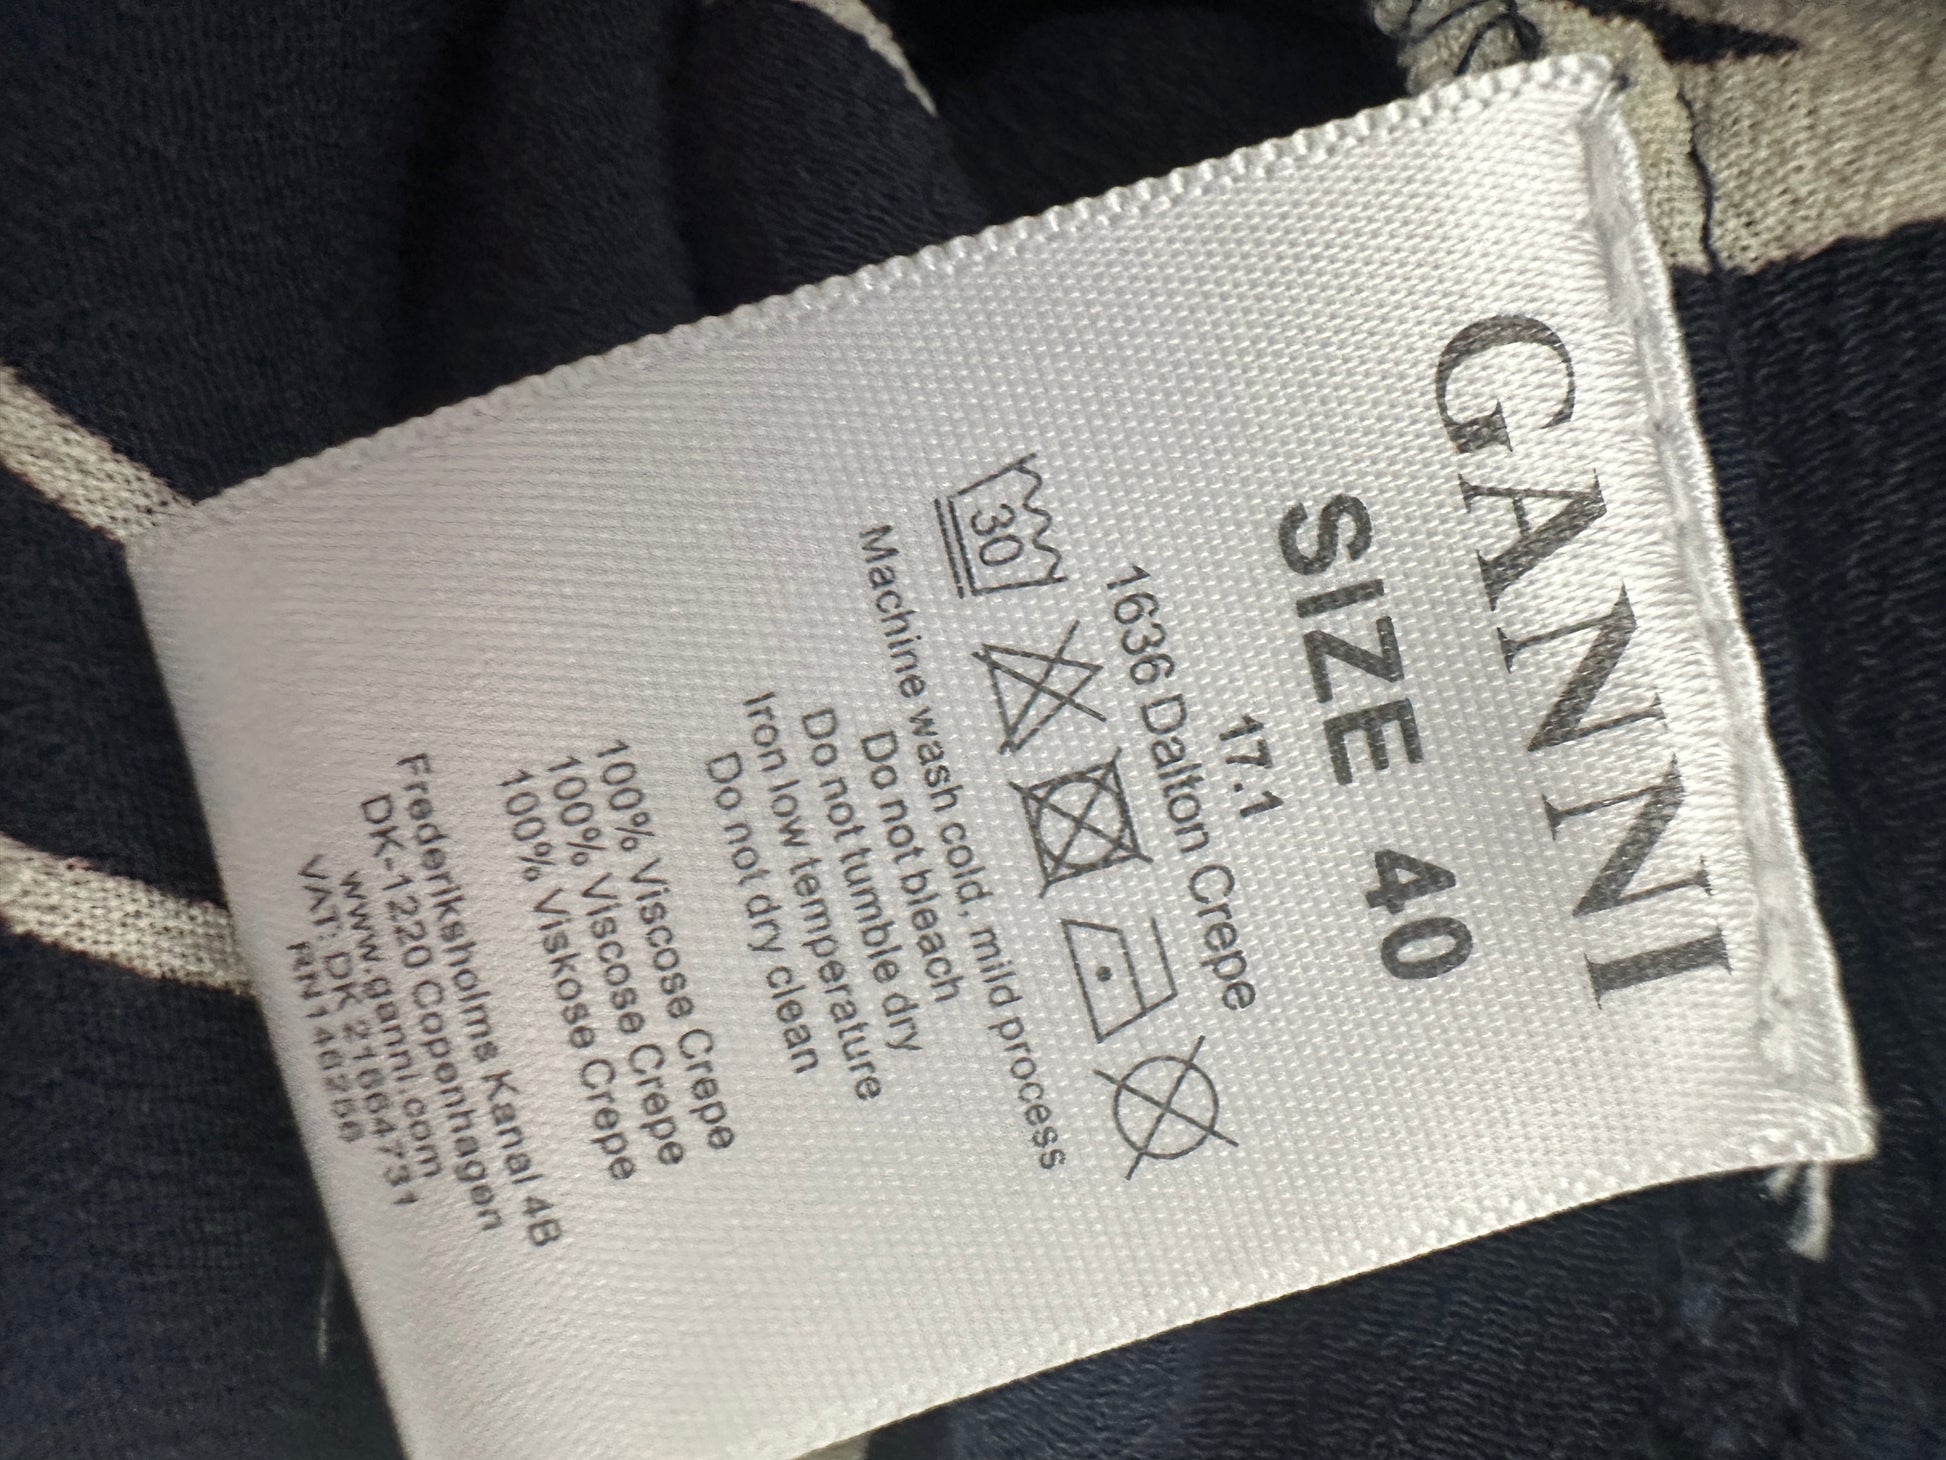 GANNI
SIZE 40
17.1
1636 Dalton Crepe
30
Machine wash cold, mild process
Do not bleach
Do not tumble dry
Iron low temperature
Do not dry clean
100% Viscose Crepe
100% Viscose Crepe
100% Viskose Crepe
Frederiksholms Kanal 4B
DK-1220 Copenhagen
www.ganni.com
VAT: DK 21664731
RN146256